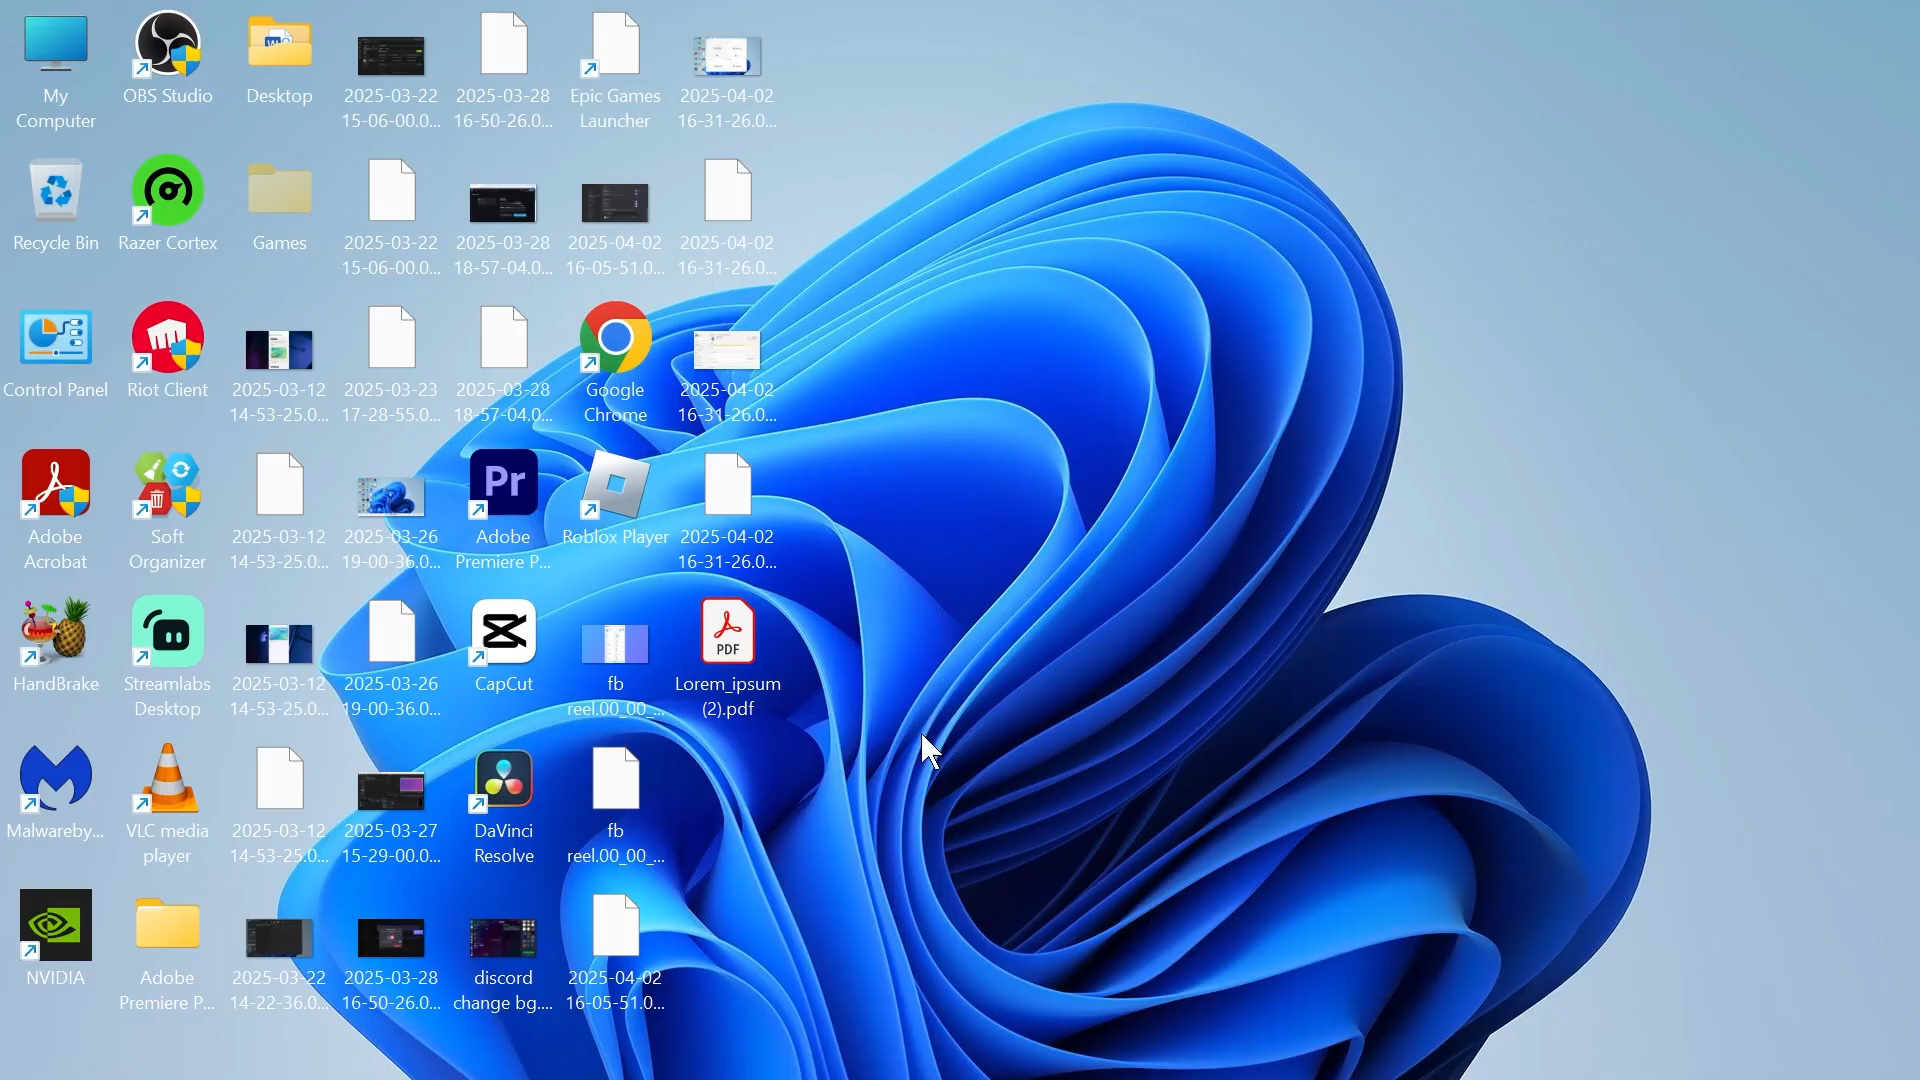 My
Computer
OBS Studio
Desktop
2025-03-22
15-06-00.0...
2025-03-28
16-50-26.0...
Epic Games
Launcher
2025-04-02
16-31-26.0...
Recycle Bin
Razer Cortex
Games
2025-03-22
15-06-00.0...
2025-03-28
18-57-04.0...
2025-04-02
16-05-51.0...
2025-04-02
16-31-26.0...
Control Panel
Riot Client
2025-03-12
14-53-25.0...
2025-03-23
17-28-55.0...
2025-03-28
18-57-04.0...
Google
Chrome
2025-04-02
16-31-26.0...
Adobe
Acrobat
Soft
Organizer
2025-03-12
14-53-25.0...
2025-03-26
19-00-36.0...
Pr
Adobe
Premiere P...
Roblox Player
2025-04-02
16-31-26.0...
HandBrake
Streamlabs
Desktop
2025-03-12
14-53-25.0...
2025-03-26
19-00-36.0...
CapCut
fb
reel.00_00_...
PDF
Lorem_ipsum
(2).pdf
Malwareby...
VLC media
player
2025-03-12
14-53-25.0...
2025-03-27
15-29-00.0...
DaVinci
Resolve
fb
reel.00_00_...
NVIDIA
Adobe
Premiere P...
2025-03-22
14-22-36.0...
2025-03-28
16-50-26.0...
discord
change bg....
2025-04-02
16-05-51.0...